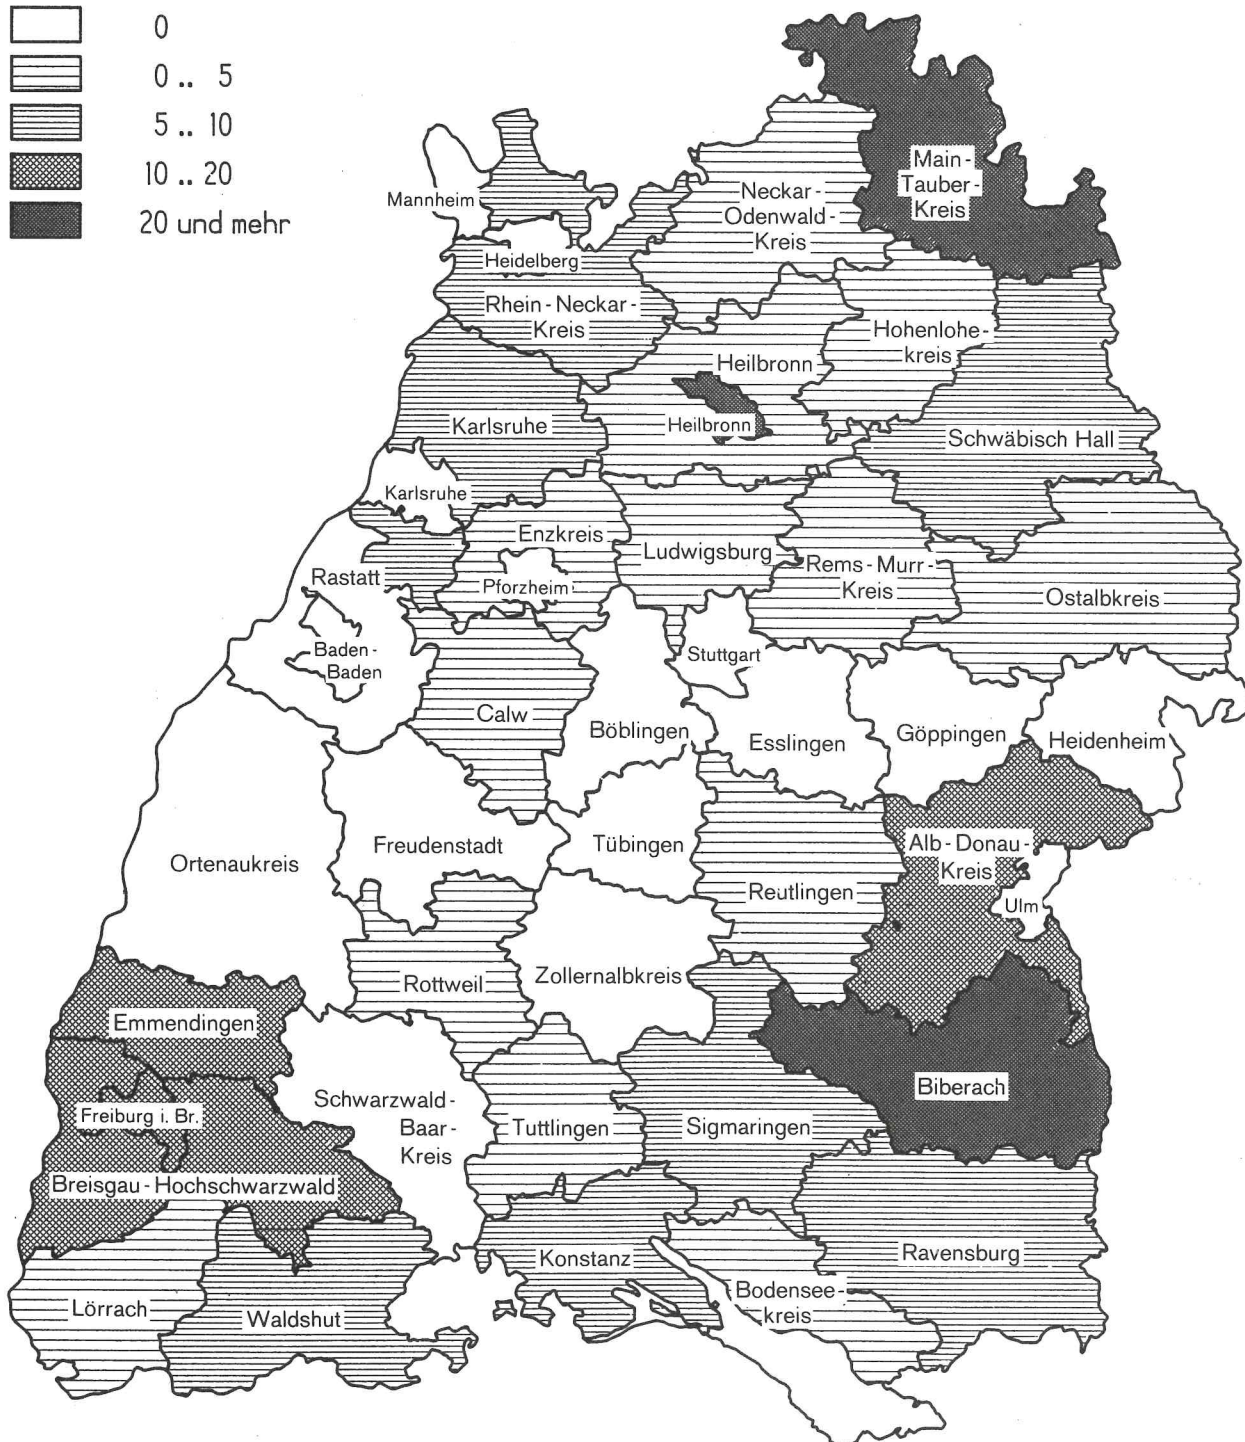 0
0 .. 5
5 .. 10
10 .. 20
20 und mehr
Main-
Tauber-
Kreis
Neckar-
Odenwald-
Kreis
Mannheim
Heidelberg
Rhein-Neckar-
Kreis
Hohenlohe-
kreis
Heilbronn
Heilbronn
Karlsruhe
Schwäbisch Hall
Karlsruhe
Enzkreis
Ludwigsburg
Rems-Murr-
Kreis
Rastatt
Pforzheim
Ostalbkreis
Baden-
Baden
Stuttgart
Calw
Böblingen
Esslingen
Göppingen
Heidenheim
Ortenaukreis
Freudenstadt
Tübingen
Reutlingen
Alb-Donau-
Kreis
Ulm
Rottweil
Zollernalbkreis
Emmendingen
Biberach
Freiburg i. Br.
Schwarzwald-
Baar-
Kreis
Tuttlingen
Sigmaringen
Breisgau-Hochschwarzwald
Konstanz
Ravensburg
Lörrach
Waldshut
Bodensee-
kreis